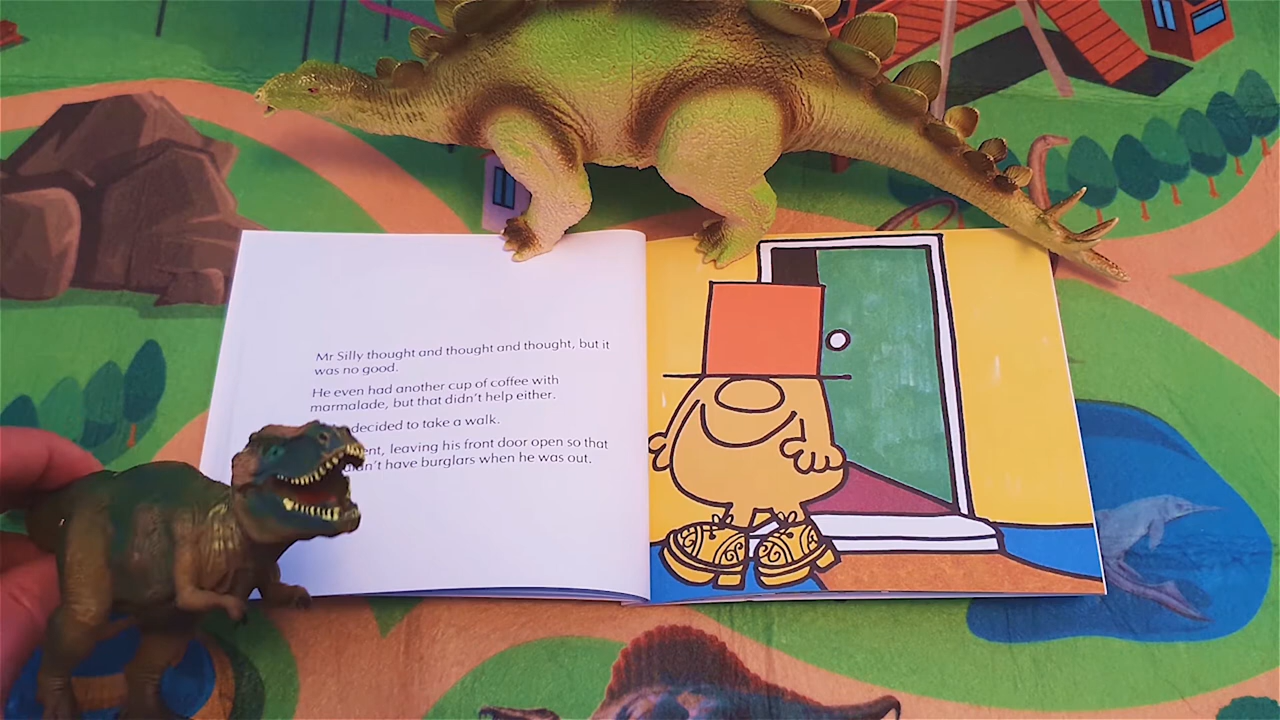 Mr Silly thought and thought and thought, but it
was no good.
He even had another cup of coffee with
marmalade, but that didn't help either.
decided to take a walk.
leaving his front door open so that
have burglars when he was out.